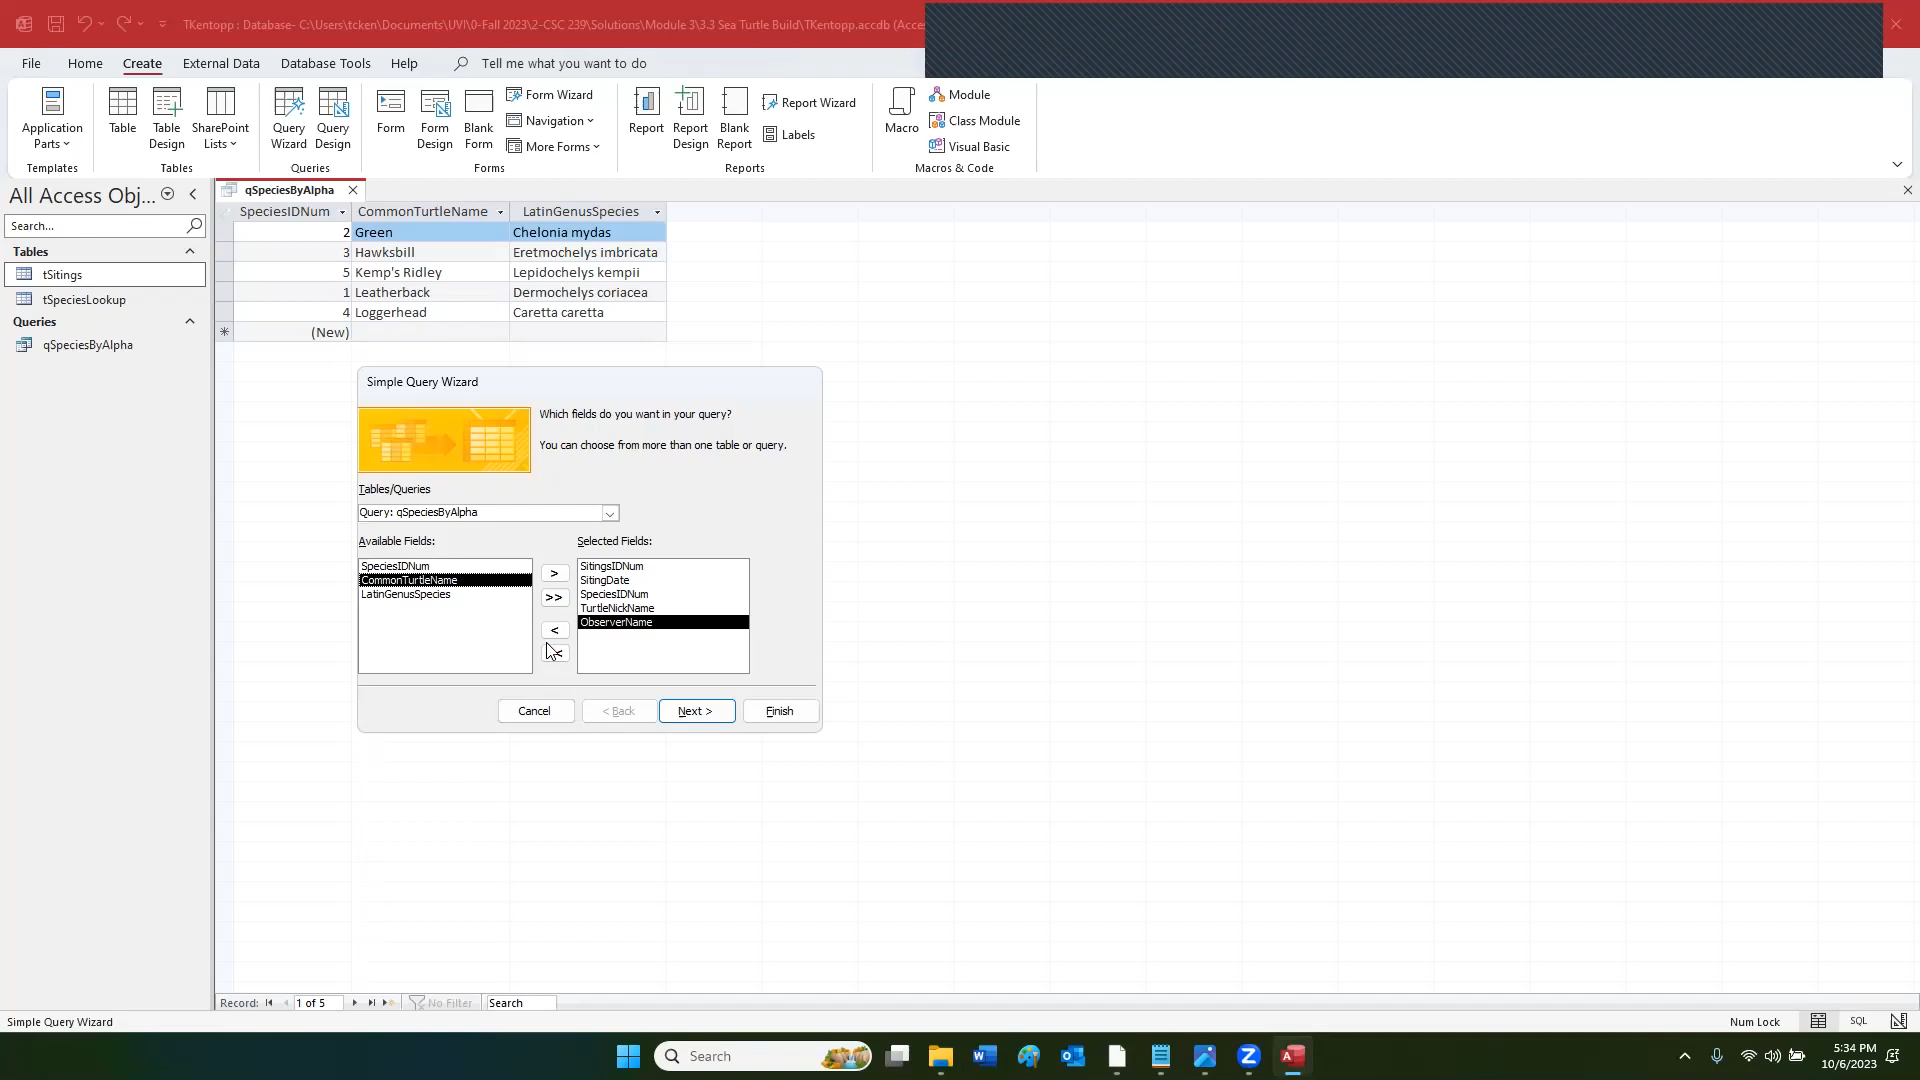 TKentopp : Database- C:\Users\tcken\Documents\UVI\0-Fall 2023\2-CSC 239\Solutions\Module 3\3.3 Sea Turtle Build\TKentopp.accdb (Acces
File Home Create External Data Database Tools Help Tell me what you want to do
Application Parts
Table
Table Design
SharePoint Lists
Query Wizard
Query Design
Form
Form Design
Blank Form
Form Wizard
Navigation
More Forms
Report
Report Design
Blank Report
Report Wizard
Labels
Macro
Module
Class Module
Visual Basic
Templates Tables Queries Forms Reports Macros & Code
All Access Obj...
Search...
Tables
tSitings
tSpeciesLookup
Queries
qSpeciesByAlpha
qSpeciesByAlpha
SpeciesIDNum CommonTurtleName LatinGenusSpecies
2 Green Chelonia mydas
3 Hawksbill Eretmochelys imbricata
5 Kemp's Ridley Lepidochelys kempii
1 Leatherback Dermochelys coriacea
4 Loggerhead Caretta caretta
(New)
Simple Query Wizard
Which fields do you want in your query?
You can choose from more than one table or query.
Tables/Queries
Query: qSpeciesByAlpha
Available Fields:
SpeciesIDNum
CommonTurtleName
LatinGenusSpecies
>
>>
<
<
Selected Fields:
SitingsIDNum
SitingDate
SpeciesIDNum
TurtleNickName
ObserverName
Cancel < Back Next > Finish
Record: 1 of 5 No Filter Search
Simple Query Wizard
Num Lock SQL
Search
5:34 PM
10/6/2023